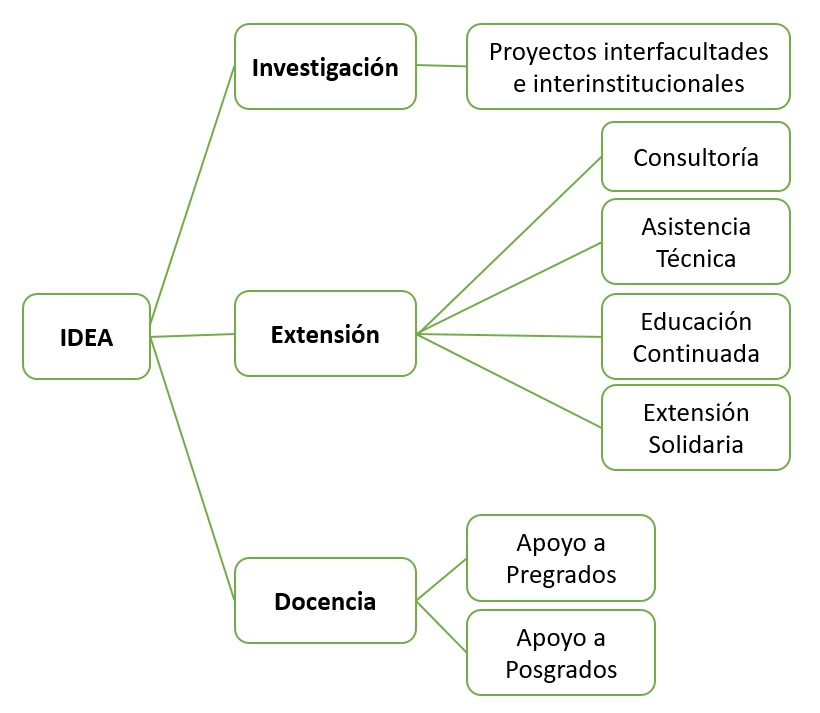 IDEA
Investigación
Proyectos interfacultades
e interinstitucionales
Extensión
Consultoría
Asistencia
Técnica
Educación
Continuada
Extensión
Solidaria
Docencia
Apoyo a
Pregrados
Apoyo a
Posgrados